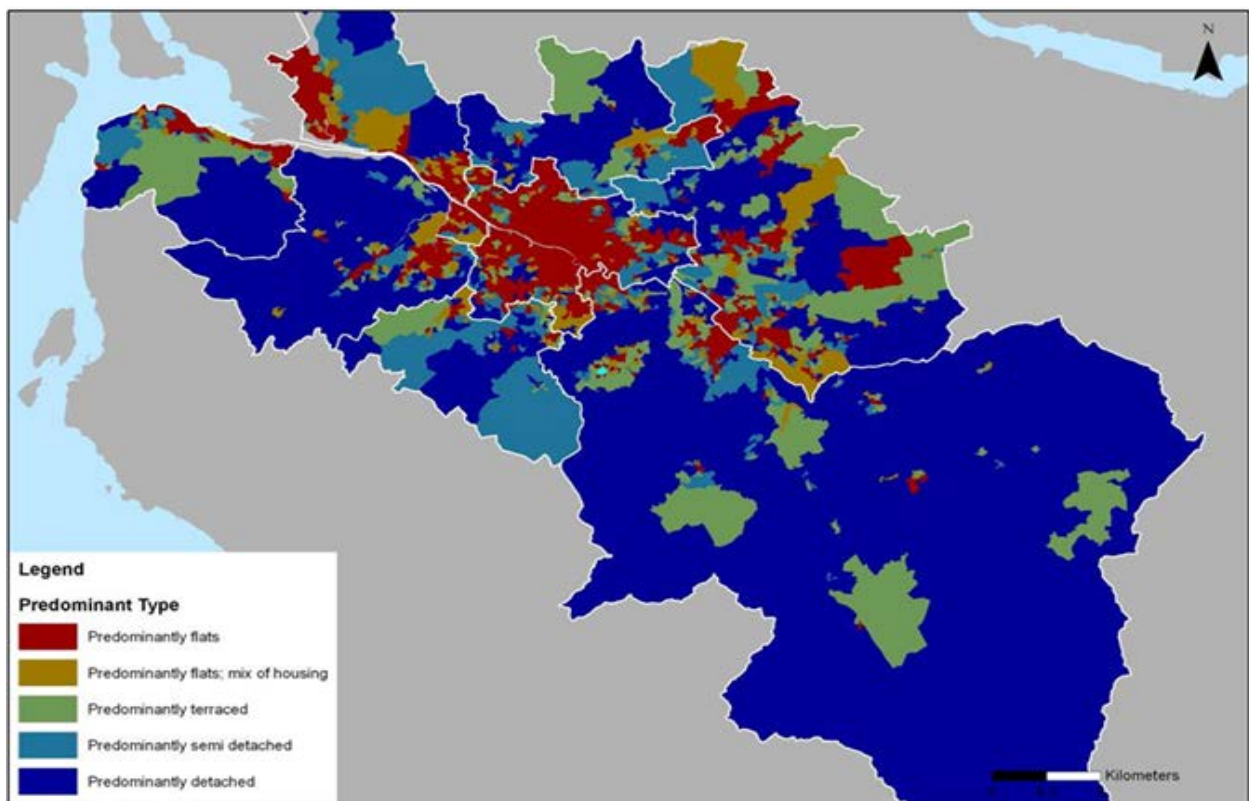 N
Legend
Predominant Type
Predominantly flats
Predominantly flats; mix of housing
Predominantly terraced
Predominantly semi detached
Predominantly detached
Kilometers